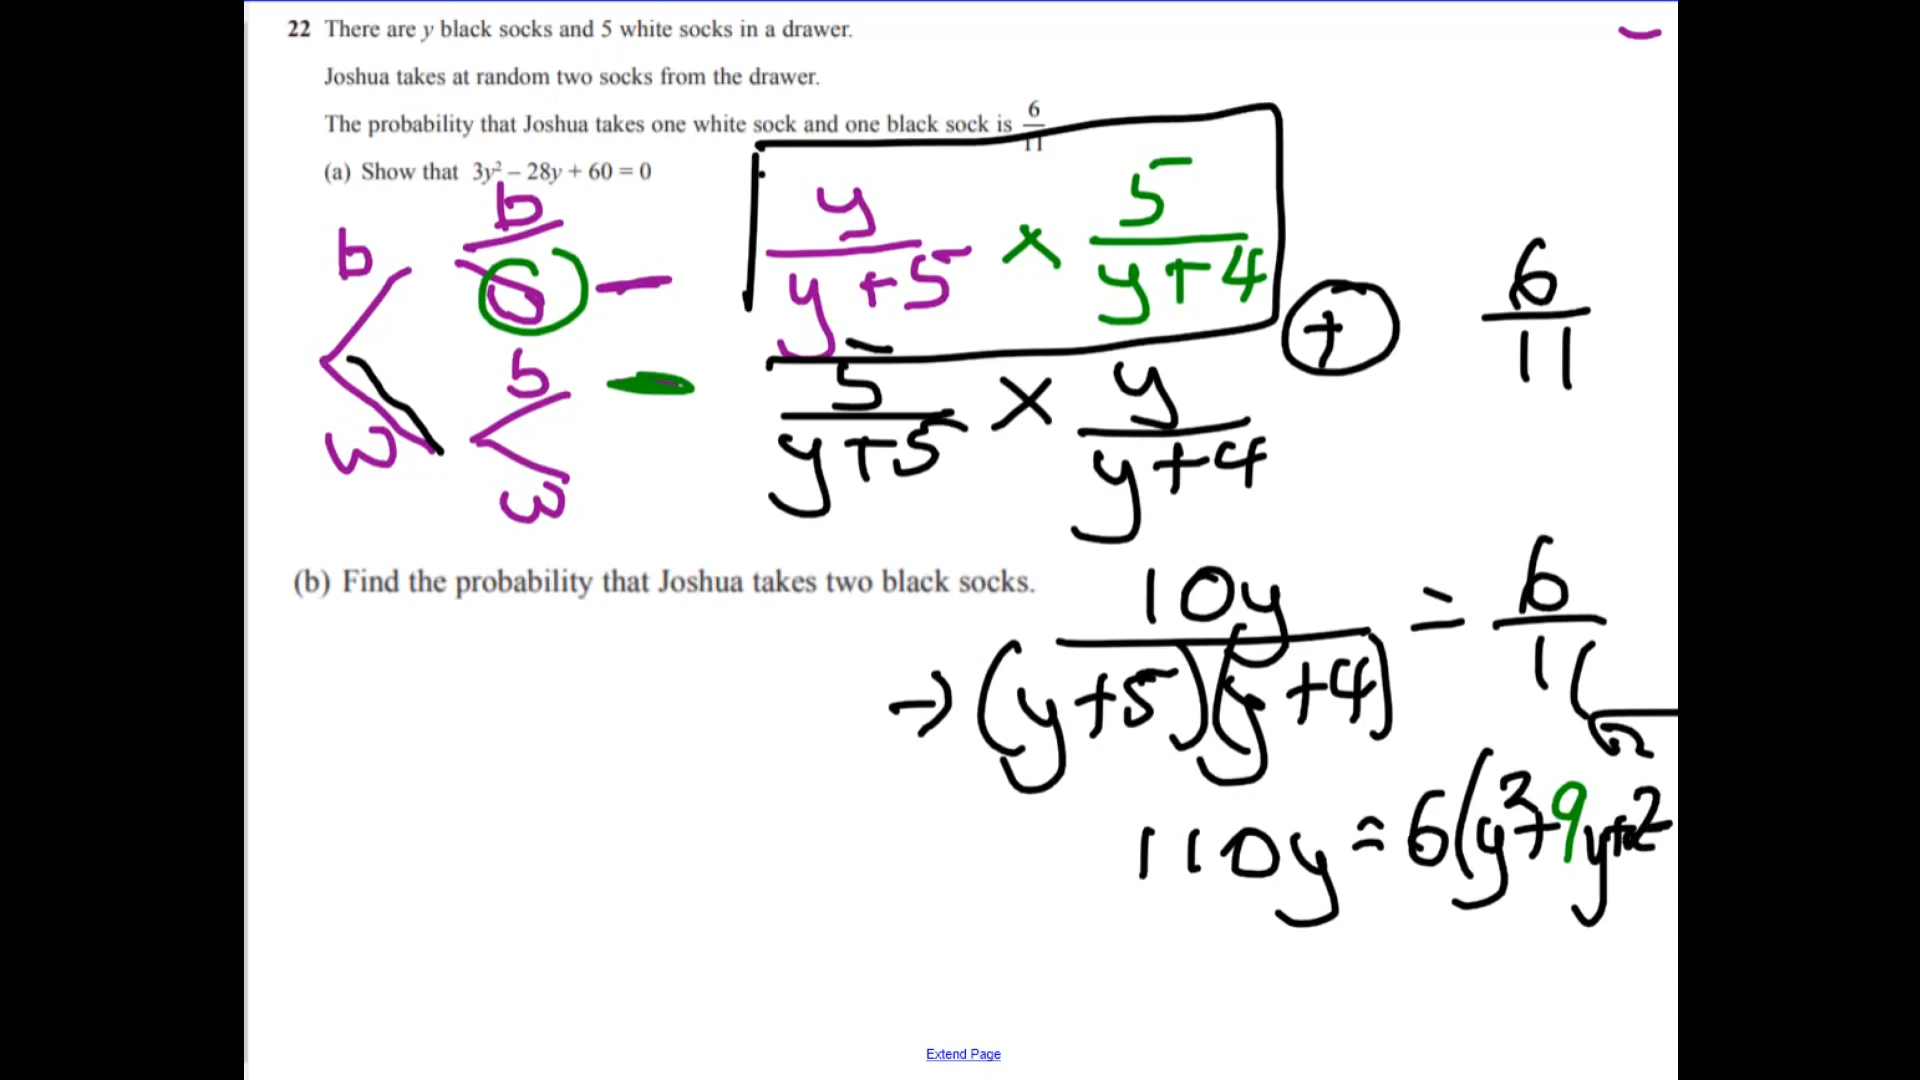 22 There are y black socks and 5 white socks in a drawer.
Joshua takes at random two socks from the drawer.
The probability that Joshua takes one white sock and one black sock is 6/11
(a) Show that 3y² – 28y + 60 = 0
b b
y/y+5 × 5/y+4 + 6/11
b
w
w
5/y+5 × y/y+4
(b) Find the probability that Joshua takes two black socks.
→ 10y/(y+5)(y+4) = 6/11
110y = 6(y²+9y+2
Extend Page